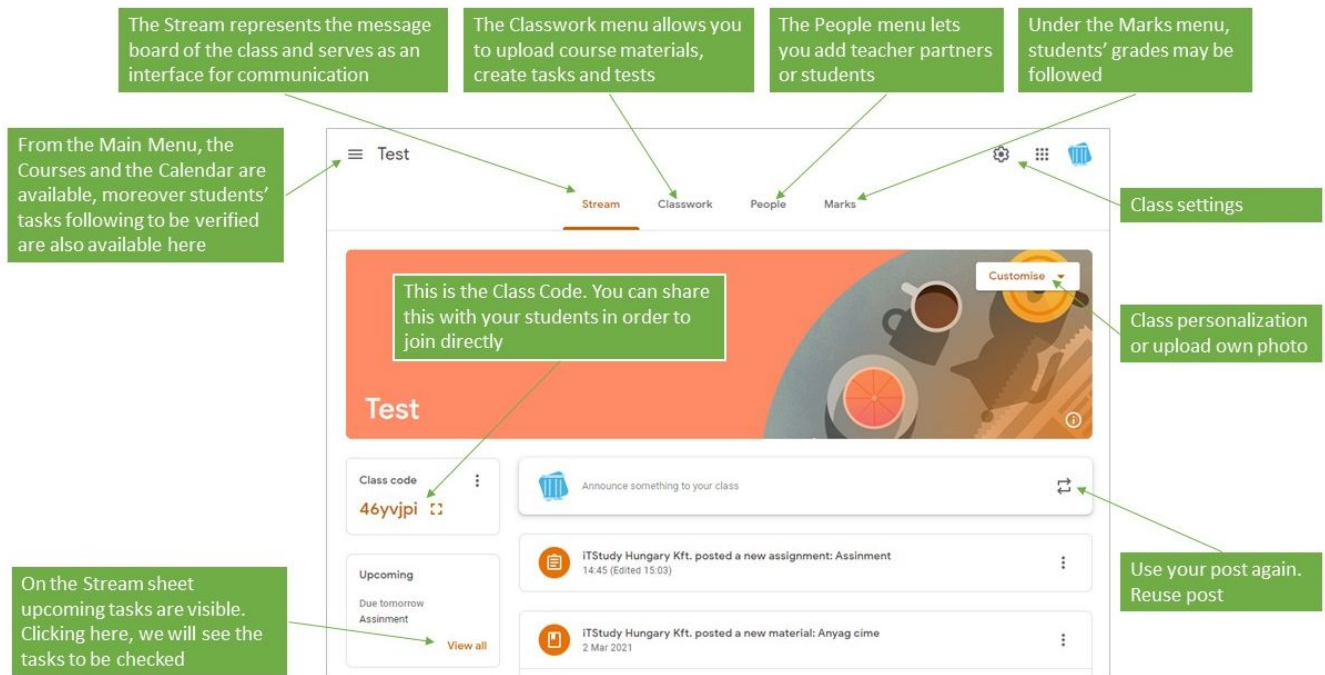 The Stream represents the message
board of the class and serves as an
interface for communication
The Classwork menu allows you
to upload course materials,
create tasks and tests
The People menu lets
you add teacher partners
or students
Under the Marks menu,
students' grades may be
followed
From the Main Menu, the
Courses and the Calendar are
available, moreover students'
tasks following to be verified
are also available here
Test
Stream Classwork People Marks
Class settings
Customise
This is the Class Code. You can share
this with your students in order to
join directly
Class personalization
or upload own photo
Test
Class code
46yvjpi
Announce something to your class
Use your post again.
Reuse post
iTStudy Hungary Kft. posted a new assignment: Assinment
14:45 (Edited 15:03)
Upcoming
Due tomorrow
Assinment
View all
iTStudy Hungary Kft. posted a new material: Anyag címe
2 Mar 2021
On the Stream sheet
upcoming tasks are visible.
Clicking here, we will see the
tasks to be checked